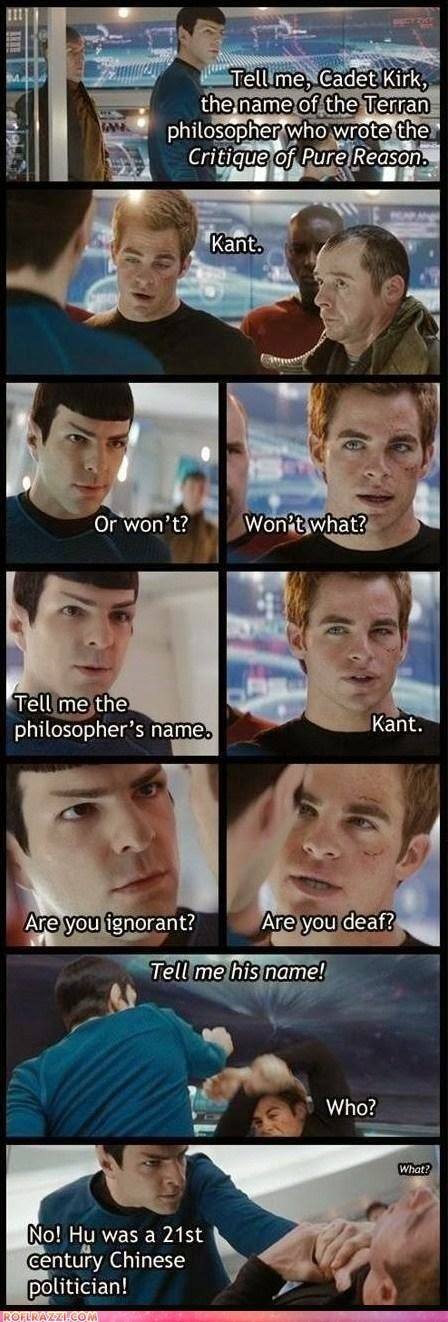 Tell me, Cadet Kirk,
the name of the Terran
philosopher who wrote the
Critique of Pure Reason.
Kant.
Or won't?
Won't what?
Tell me the
philosopher's name.
Kant.
Are you ignorant?
Are you deaf?
Tell me his name!
Who?
What?
No! Hu was a 21st
century Chinese
politician!
ROFLRAZZI.COM